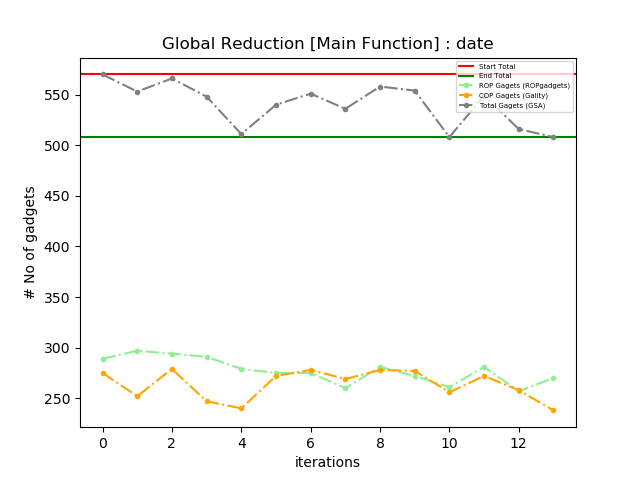 Global Reduction [Main Function] : date
Start Total
End Total
ROP Gagets (ROPgadgets)
COP Gagets (Gality)
Total Gagets (GSA)
# No of gadgets
550
500
450
400
350
300
250
0 2 4 6 8 10 12
iterations